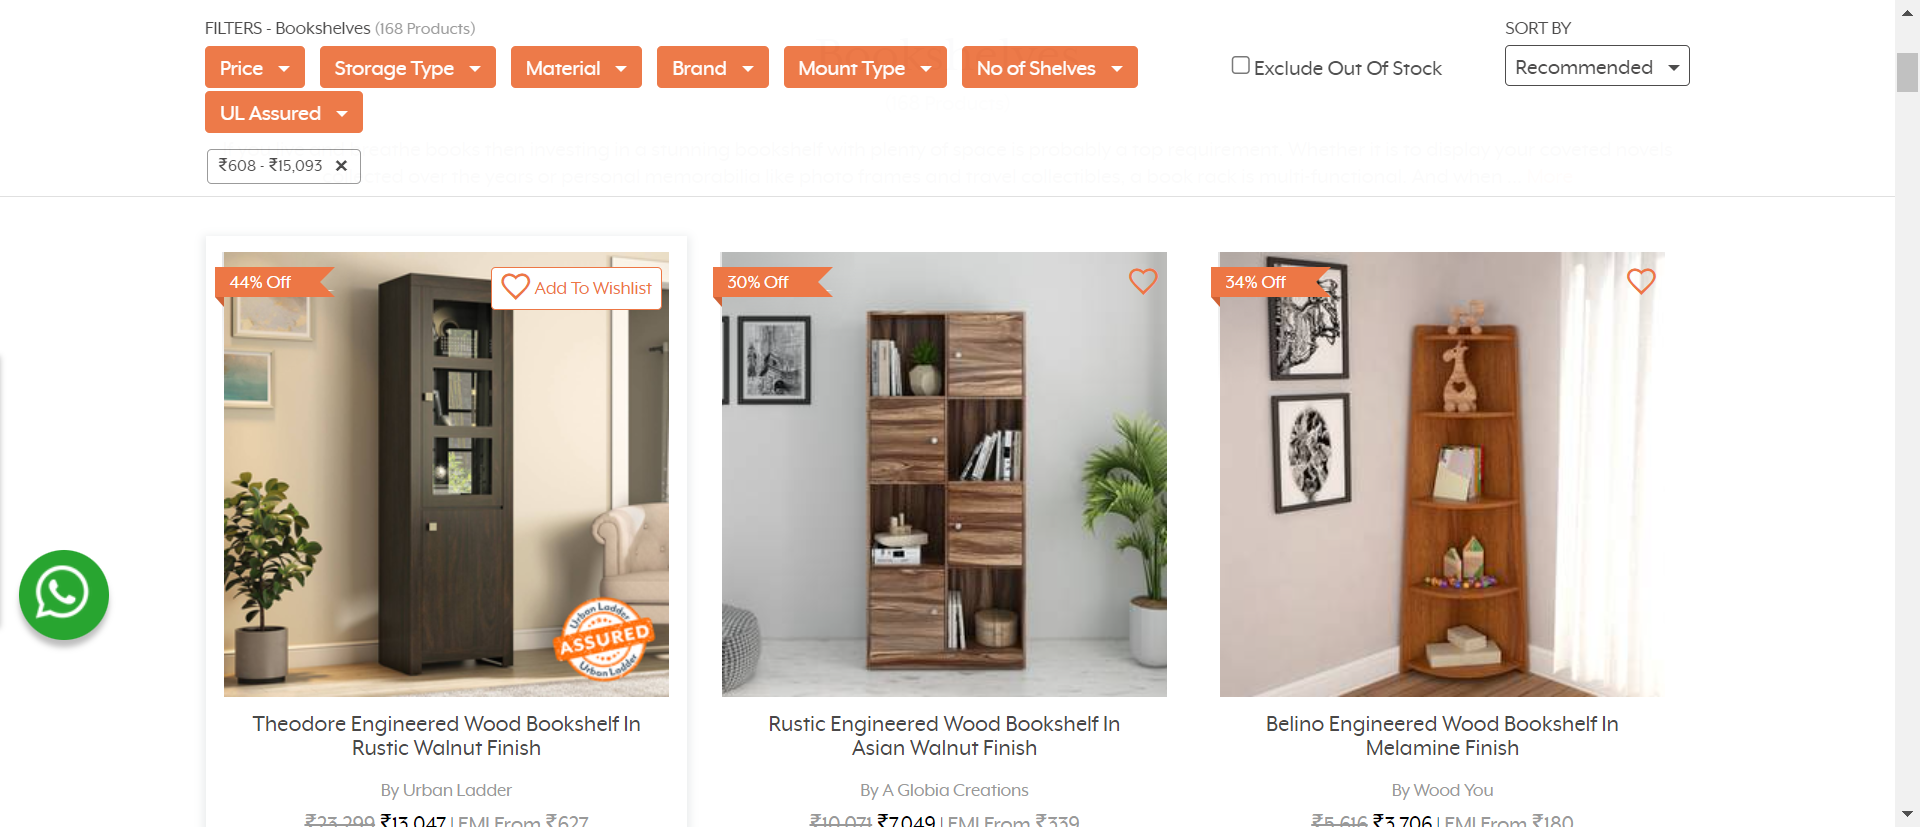 FILTERS - Bookshelves (168 Products)
SORT BY
Price
Storage Type
Material
Brand
Mount Type
No of Shelves
Exclude Out Of Stock
Recommended
UL Assured
₹608 - ₹15,093 ✕
44% Off
Add To Wishlist
30% Off
34% Off
Urban Ladder
ASSURED
Urban Ladder
Theodore Engineered Wood Bookshelf In
Rustic Walnut Finish
By Urban Ladder
₹23,299 ₹13,047 | EMI From ₹627
Rustic Engineered Wood Bookshelf In
Asian Walnut Finish
By A Globia Creations
₹10,071 ₹7,049 | EMI From ₹339
Belino Engineered Wood Bookshelf In
Melamine Finish
By Wood You
₹5,616 ₹3,706 | EMI From ₹180